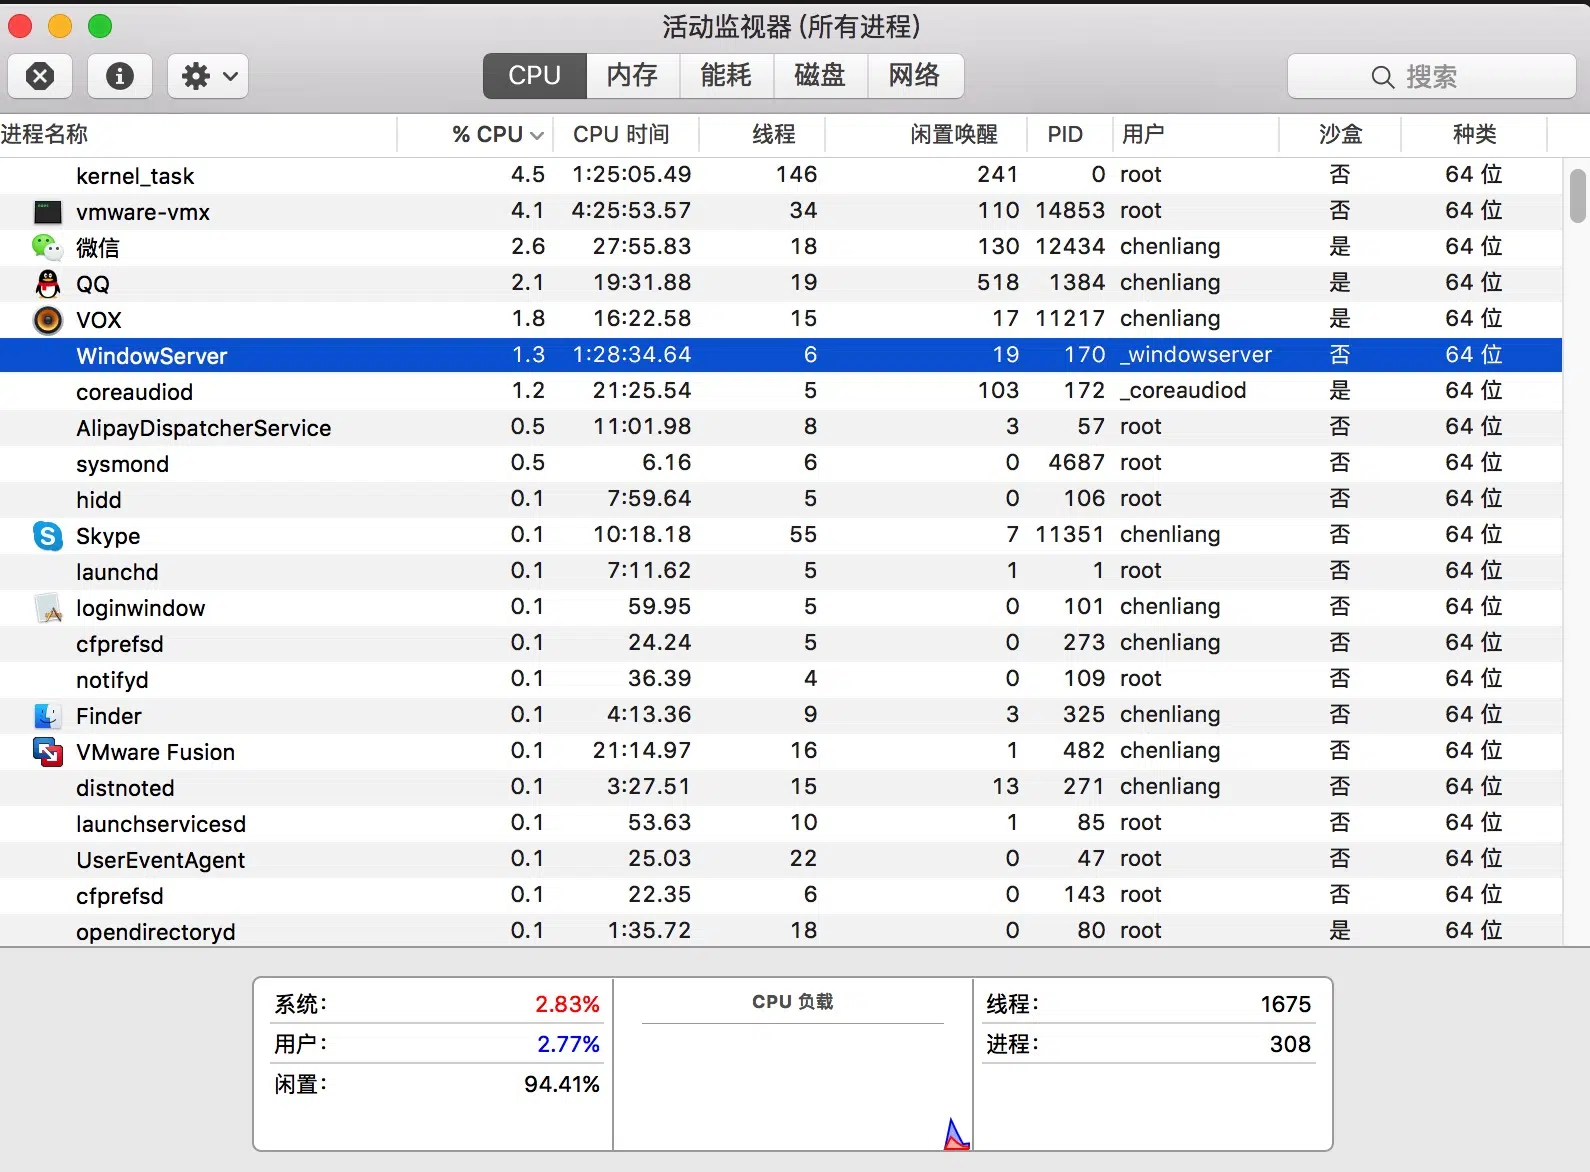 活动监视器 (所有进程)
CPU 内存 能耗 磁盘 网络 搜索
进程名称 % CPU CPU 时间 线程 闲置唤醒 PID 用户 沙盒 种类
kernel_task 4.5 1:25:05.49 146 241 0 root 否 64 位
vmware-vmx 4.1 4:25:53.57 34 110 14853 root 否 64 位
微信 2.6 27:55.83 18 130 12434 chenliang 是 64 位
QQ 2.1 19:31.88 19 518 1384 chenliang 是 64 位
VOX 1.8 16:22.58 15 17 11217 chenliang 是 64 位
WindowServer 1.3 1:28:34.64 6 19 170 _windowserver 否 64 位
coreaudiod 1.2 21:25.54 5 103 172 _coreaudiod 是 64 位
AlipayDispatcherService 0.5 11:01.98 8 3 57 root 否 64 位
sysmond 0.5 6.16 6 0 4687 root 否 64 位
hidd 0.1 7:59.64 5 0 106 root 否 64 位
Skype 0.1 10:18.18 55 7 11351 chenliang 否 64 位
launchd 0.1 7:11.62 5 1 1 root 否 64 位
loginwindow 0.1 59.95 5 0 101 chenliang 否 64 位
cfprefsd 0.1 24.24 5 0 273 chenliang 否 64 位
notifyd 0.1 36.39 4 0 109 root 否 64 位
Finder 0.1 4:13.36 9 3 325 chenliang 否 64 位
VMware Fusion 0.1 21:14.97 16 1 482 chenliang 否 64 位
distnoted 0.1 3:27.51 15 13 271 chenliang 否 64 位
launchservicesd 0.1 53.63 10 1 85 root 否 64 位
UserEventAgent 0.1 25.03 22 0 47 root 否 64 位
cfprefsd 0.1 22.35 6 0 143 root 否 64 位
opendirectoryd 0.1 1:35.72 18 0 80 root 是 64 位
系统: 2.83% CPU 负载 线程: 1675
用户: 2.77% 进程: 308
闲置: 94.41%